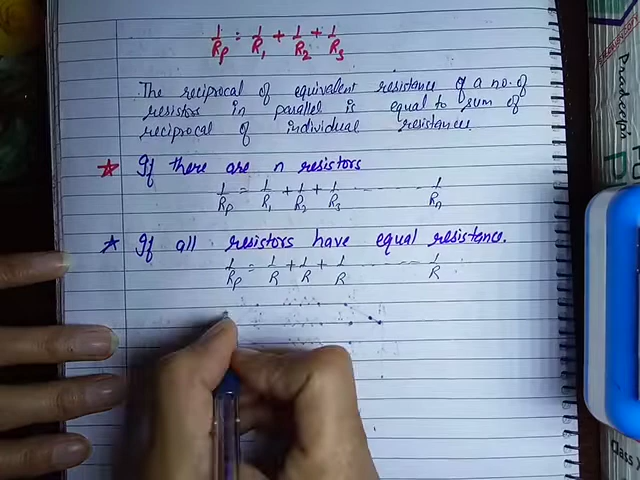 1/Rp = 1/R1 + 1/R2 + 1/R3
The reciprocal of equivalent resistance of a no. of
resistors in parallel is equal to sum of
reciprocal of individual resistances.
☆ If there are n resistors
1/Rp = 1/R1 + 1/R2 + 1/R3 ------ 1/Rn
☆ If all resistors have equal resistance.
1/Rp = 1/R + 1/R + 1/R ------ 1/R
Pradeep's
Class X